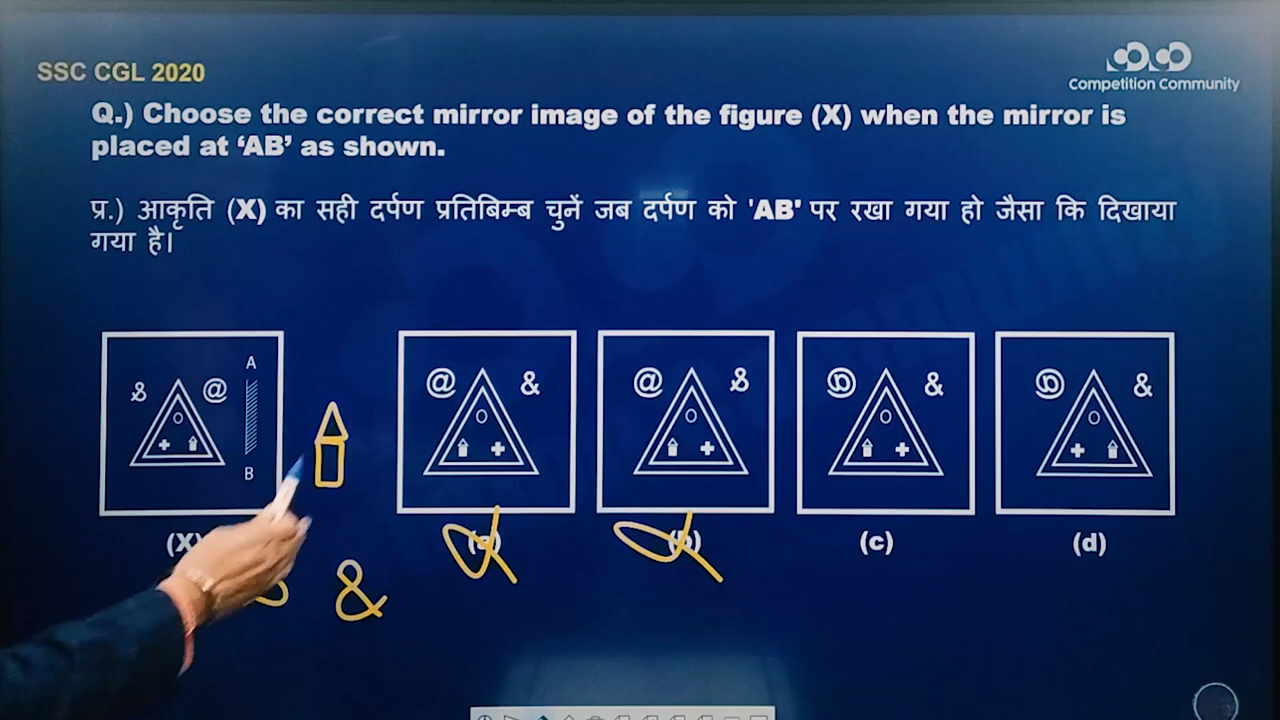 SSC CGL 2020
Competition Community
Q.) Choose the correct mirror image of the figure (X) when the mirror is
placed at ‘AB’ as shown.
प्र.) आकृति (X) का सही दर्पण प्रतिबिम्ब चुनें जब दर्पण को 'AB' पर रखा गया हो जैसा कि दिखाया
गया है।
A
@
B
@ &
@
&
&
(X) (a) (b) (c) (d)
&